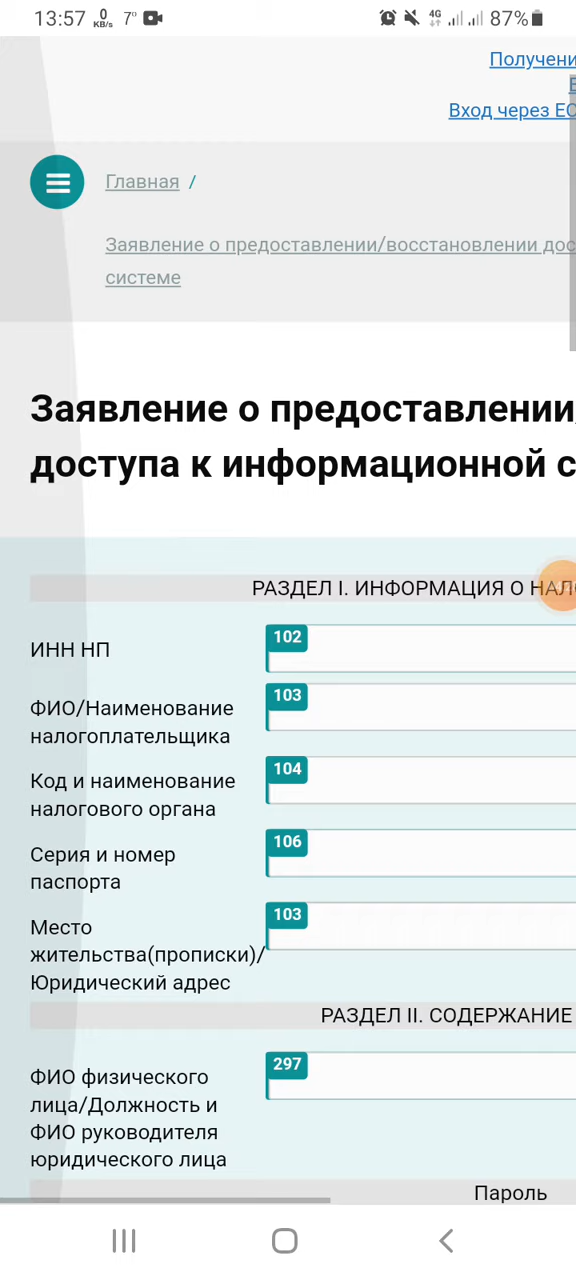 13:57 0 KB/s 7° 4G 87%
Получени
Вход через ЕС
Главная /
Заявление о предоставлении/восстановлении дос
системе
Заявление о предоставлении/
доступа к информационной с
РАЗДЕЛ I. ИНФОРМАЦИЯ О НАЛО
ИНН НП
102
ФИО/Наименование
налогоплательщика
103
Код и наименование
налогового органа
104
Серия и номер
паспорта
106
Место
жительства(прописки)/
Юридический адрес
103
РАЗДЕЛ II. СОДЕРЖАНИЕ
ФИО физического
лица/Должность и
ФИО руководителя
юридического лица
297
Пароль